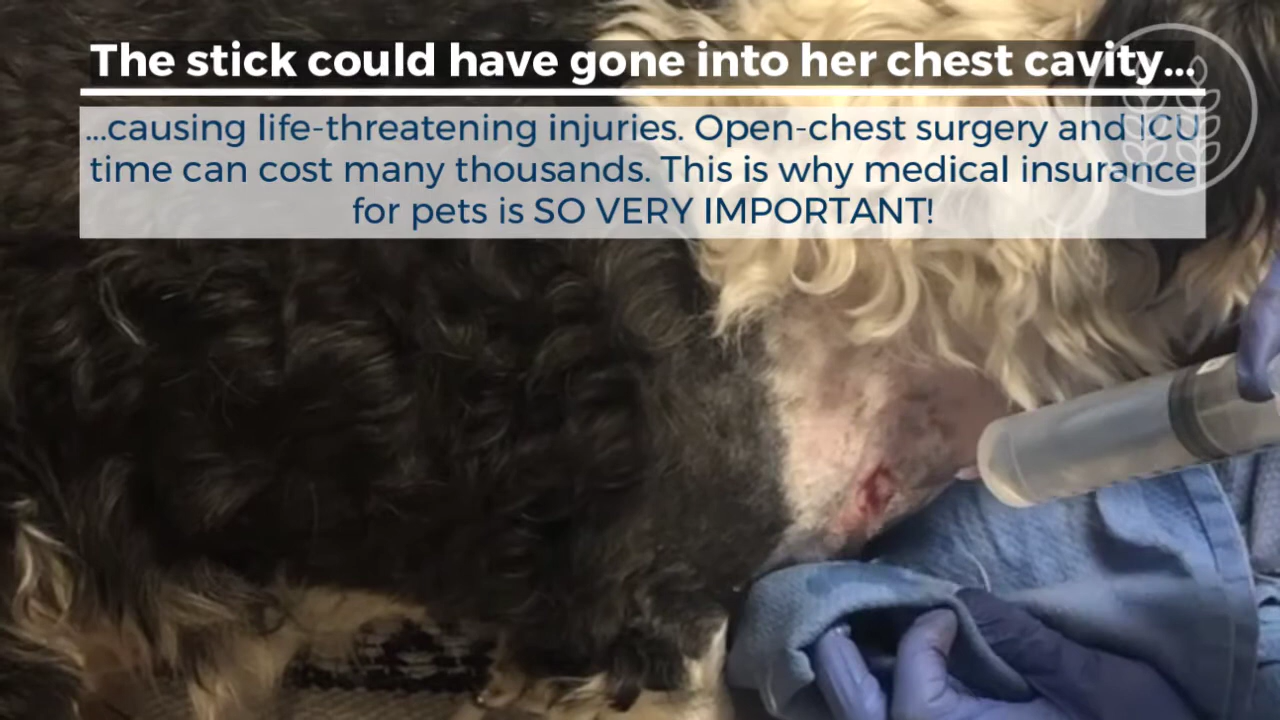 The stick could have gone into her chest cavity...
...causing life-threatening injuries. Open-chest surgery and ICU
time can cost many thousands. This is why medical insurance
for pets is SO VERY IMPORTANT!